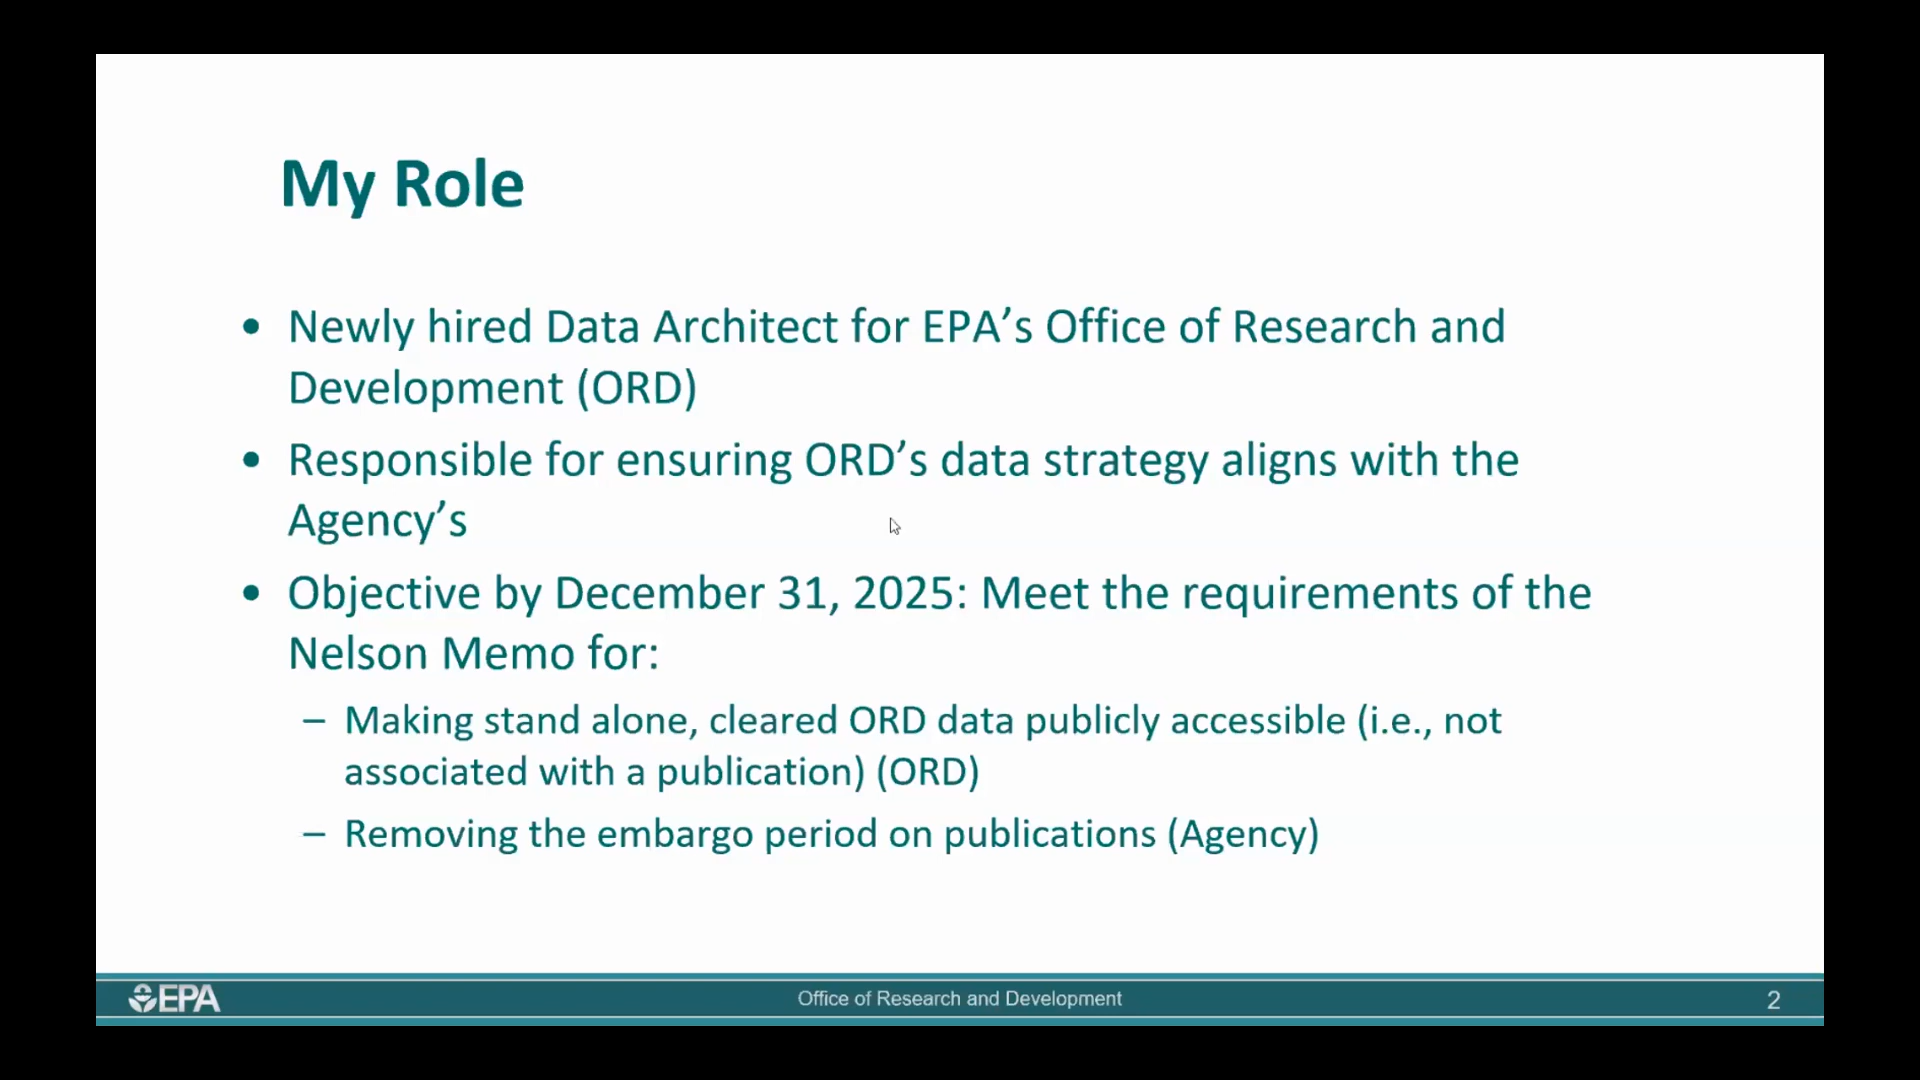 My Role
• Newly hired Data Architect for EPA’s Office of Research and
Development (ORD)
• Responsible for ensuring ORD’s data strategy aligns with the
Agency’s
• Objective by December 31, 2025: Meet the requirements of the
Nelson Memo for:
– Making stand alone, cleared ORD data publicly accessible (i.e., not
associated with a publication) (ORD)
– Removing the embargo period on publications (Agency)
EPA
Office of Research and Development
2